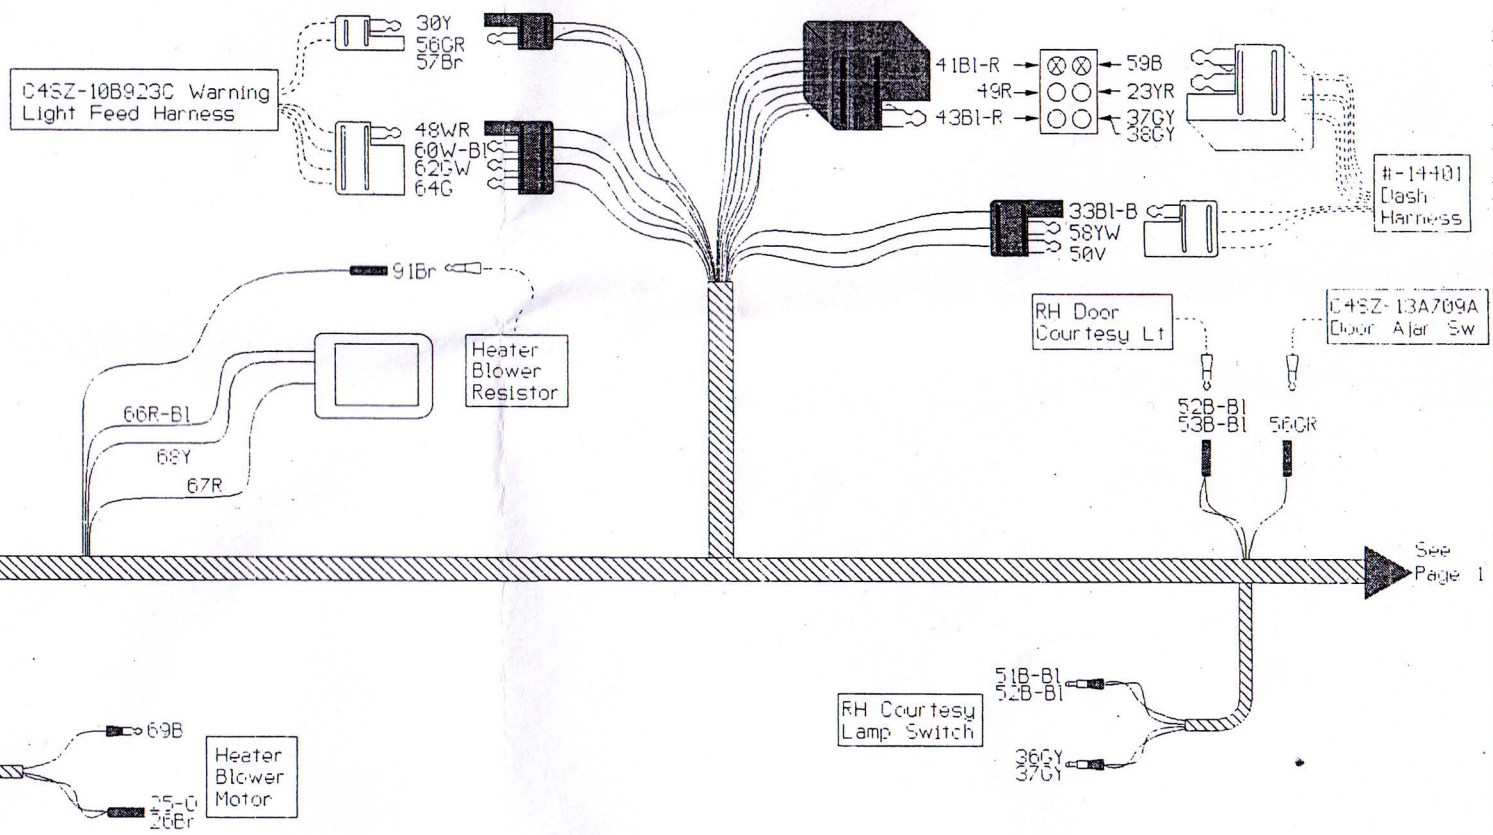 30Y
56GR
57Br
C4SZ-10B923C Warning
Light Feed Harness
48WR
60W-Bl
62GW
64G
41Bl-R
49R
43Bl-R
59B
23YR
37GY
38GY
#-14401
Dash
Harness
33Bl-B
58YW
50V
91Br
Heater
Blower
Resistor
RH Door
Courtesy Lt
C4SZ-13A709A
Door Ajar Sw
66R-Bl
68Y
67R
52B-Bl
53B-Bl
56GR
See
Page 1
51B-Bl
52B-Bl
RH Courtesy
Lamp Switch
36GY
37GY
69B
Heater
Blower
Motor
25-O
26Br